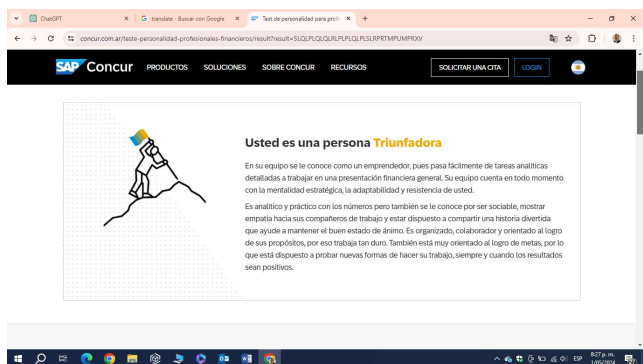 ChatGPT
translate - Buscar con Google
Test de personalidad para profe
concur.com.ar/teste-personalidad-profesionales-financieros/result?result=SLQLPLQLQLRLPLPLQLPLSLRPRTMPUMPRXV
SAP Concur PRODUCTOS SOLUCIONES SOBRE CONCUR RECURSOS SOLICITAR UNA CITA LOGIN
Usted es una persona Triunfadora
En su equipo se le conoce como un emprendedor, pues pasa fácilmente de tareas analíticas
detalladas a trabajar en una presentación financiera general. Su equipo cuenta en todo momento
con la mentalidad estratégica, la adaptabilidad y resistencia de usted.
Es analítico y práctico con los números pero también se le conoce por ser sociable, mostrar
empatía hacia sus compañeros de trabajo y estar dispuesto a compartir una historia divertida
que ayude a mantener el buen estado de ánimo. Es organizado, colaborador y orientado al logro
de sus propósitos, por eso trabaja tan duro. También está muy orientado al logro de metas, por lo
que está dispuesto a probar nuevas formas de hacer su trabajo, siempre y cuando los resultados
sean positivos.
ESP
8:27 p. m.
1/05/2024